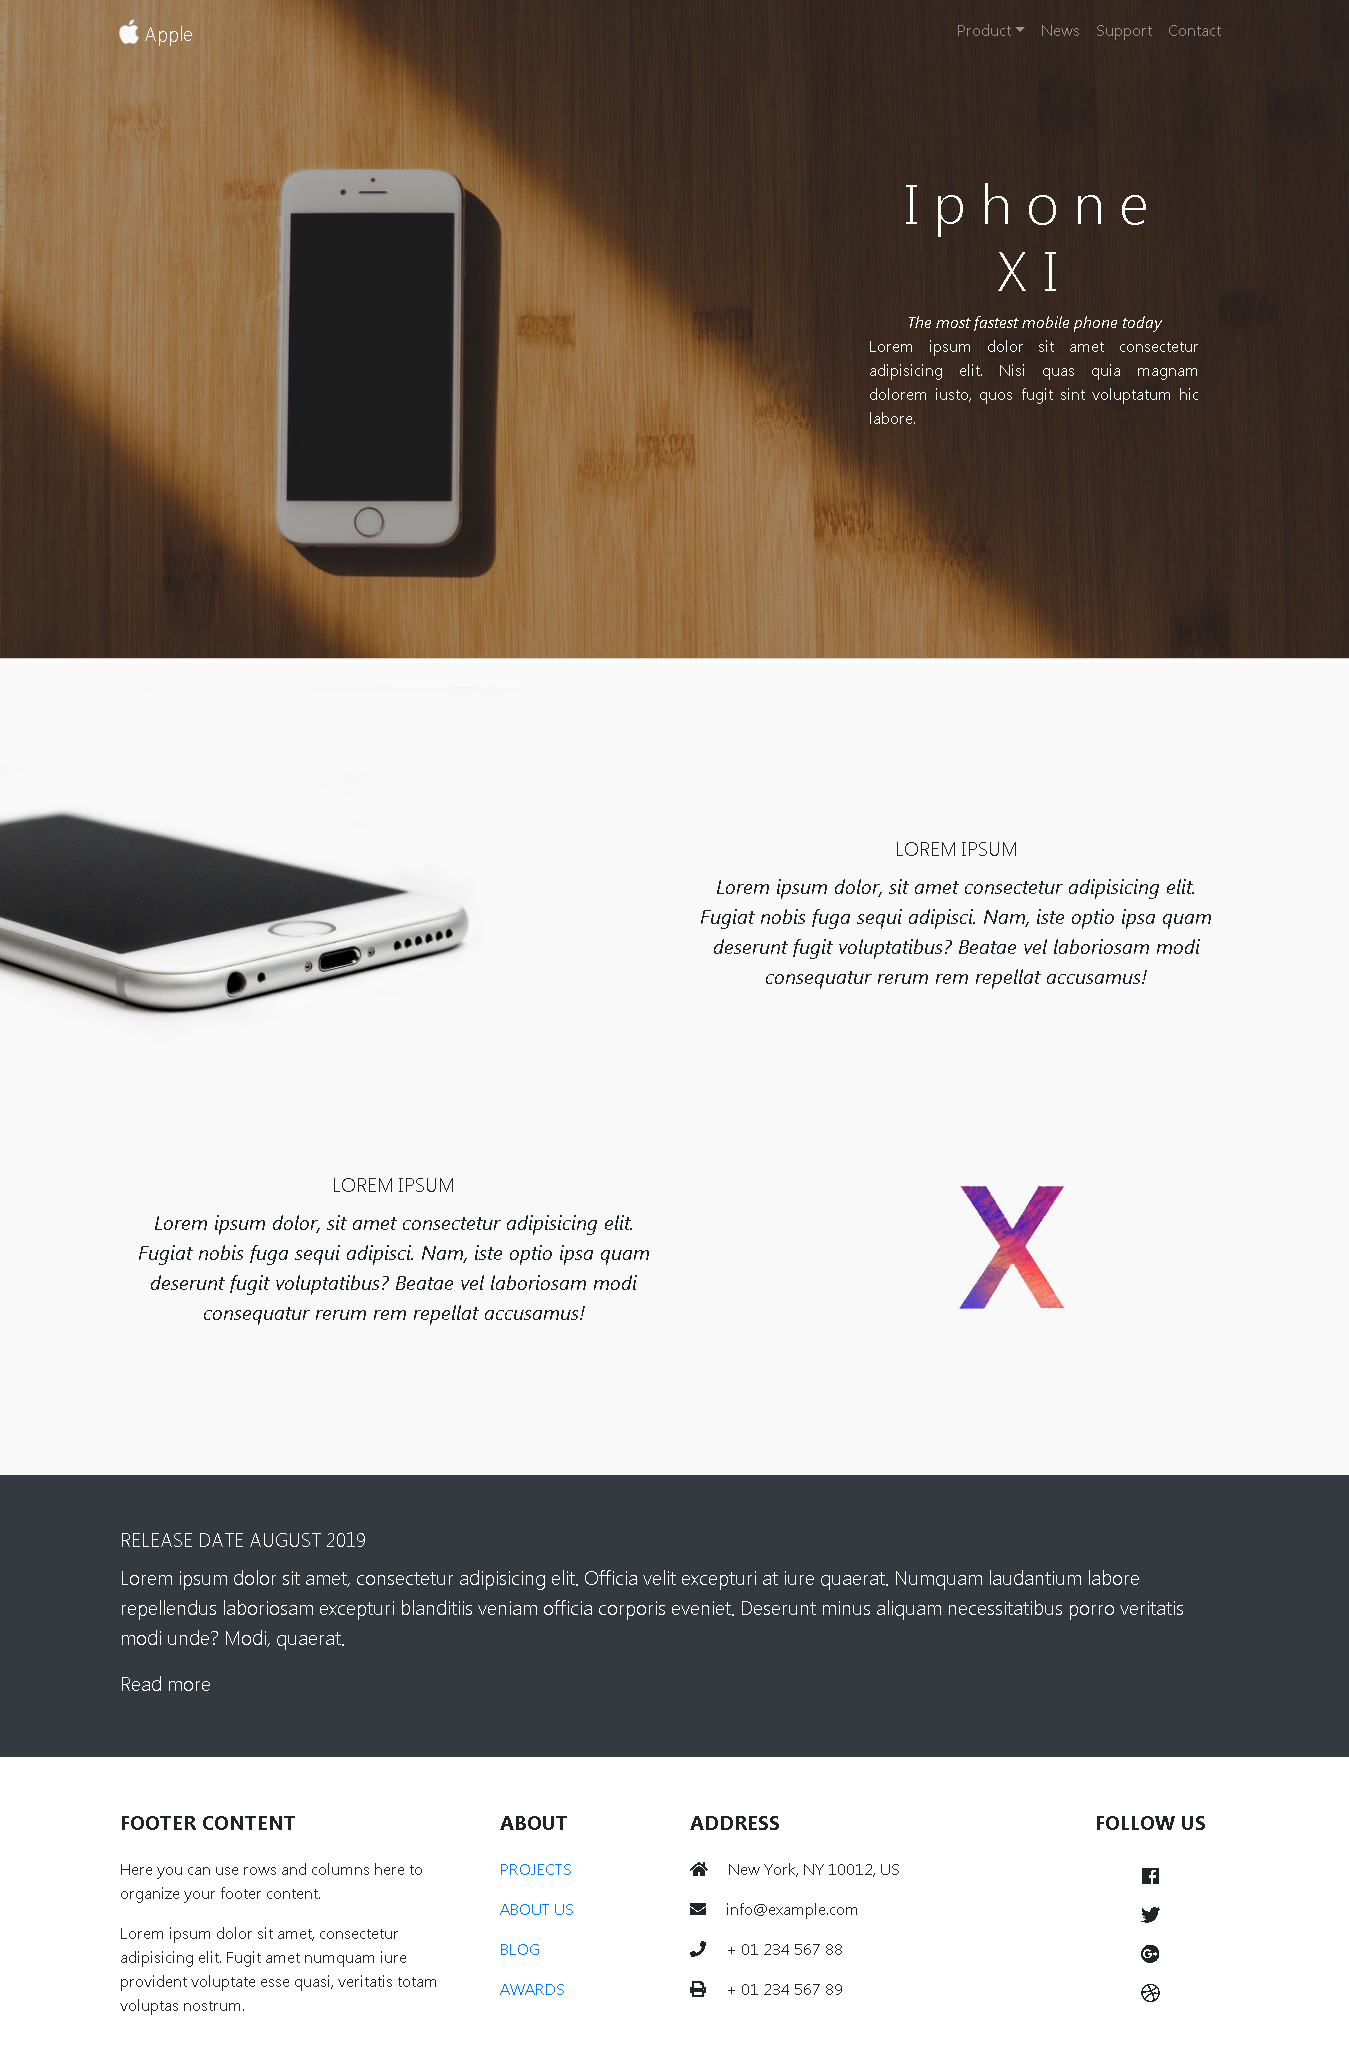 Apple
Product News Support Contact
Iphone
XI
The most fastest mobile phone today
Lorem ipsum dolor sit amet consectetur
adipisicing elit. Nisi quas quia magnam
dolorem iusto, quos fugit sint voluptatum hic
labore.
LOREM IPSUM
Lorem ipsum dolor, sit amet consectetur adipisicing elit.
Fugiat nobis fuga sequi adipisci. Nam, iste optio ipsa quam
deserunt fugit voluptatibus? Beatae vel laboriosam modi
consequatur rerum rem repellat accusamus!
LOREM IPSUM
Lorem ipsum dolor, sit amet consectetur adipisicing elit.
Fugiat nobis fuga sequi adipisci. Nam, iste optio ipsa quam
deserunt fugit voluptatibus? Beatae vel laboriosam modi
consequatur rerum rem repellat accusamus!
X
RELEASE DATE AUGUST 2019
Lorem ipsum dolor sit amet, consectetur adipisicing elit. Officia velit excepturi at iure quaerat. Numquam laudantium labore
repellendus laboriosam excepturi blanditiis veniam officia corporis eveniet. Deserunt minus aliquam necessitatibus porro veritatis
modi unde? Modi, quaerat.
Read more
FOOTER CONTENT
Here you can use rows and columns here to
organize your footer content.
Lorem ipsum dolor sit amet, consectetur
adipisicing elit. Fugit amet numquam iure
provident voluptate esse quasi, veritatis totam
voluptas nostrum.
ABOUT
PROJECTS
ABOUT US
BLOG
AWARDS
ADDRESS
New York, NY 10012, US
info@example.com
+ 01 234 567 88
+ 01 234 567 89
FOLLOW US